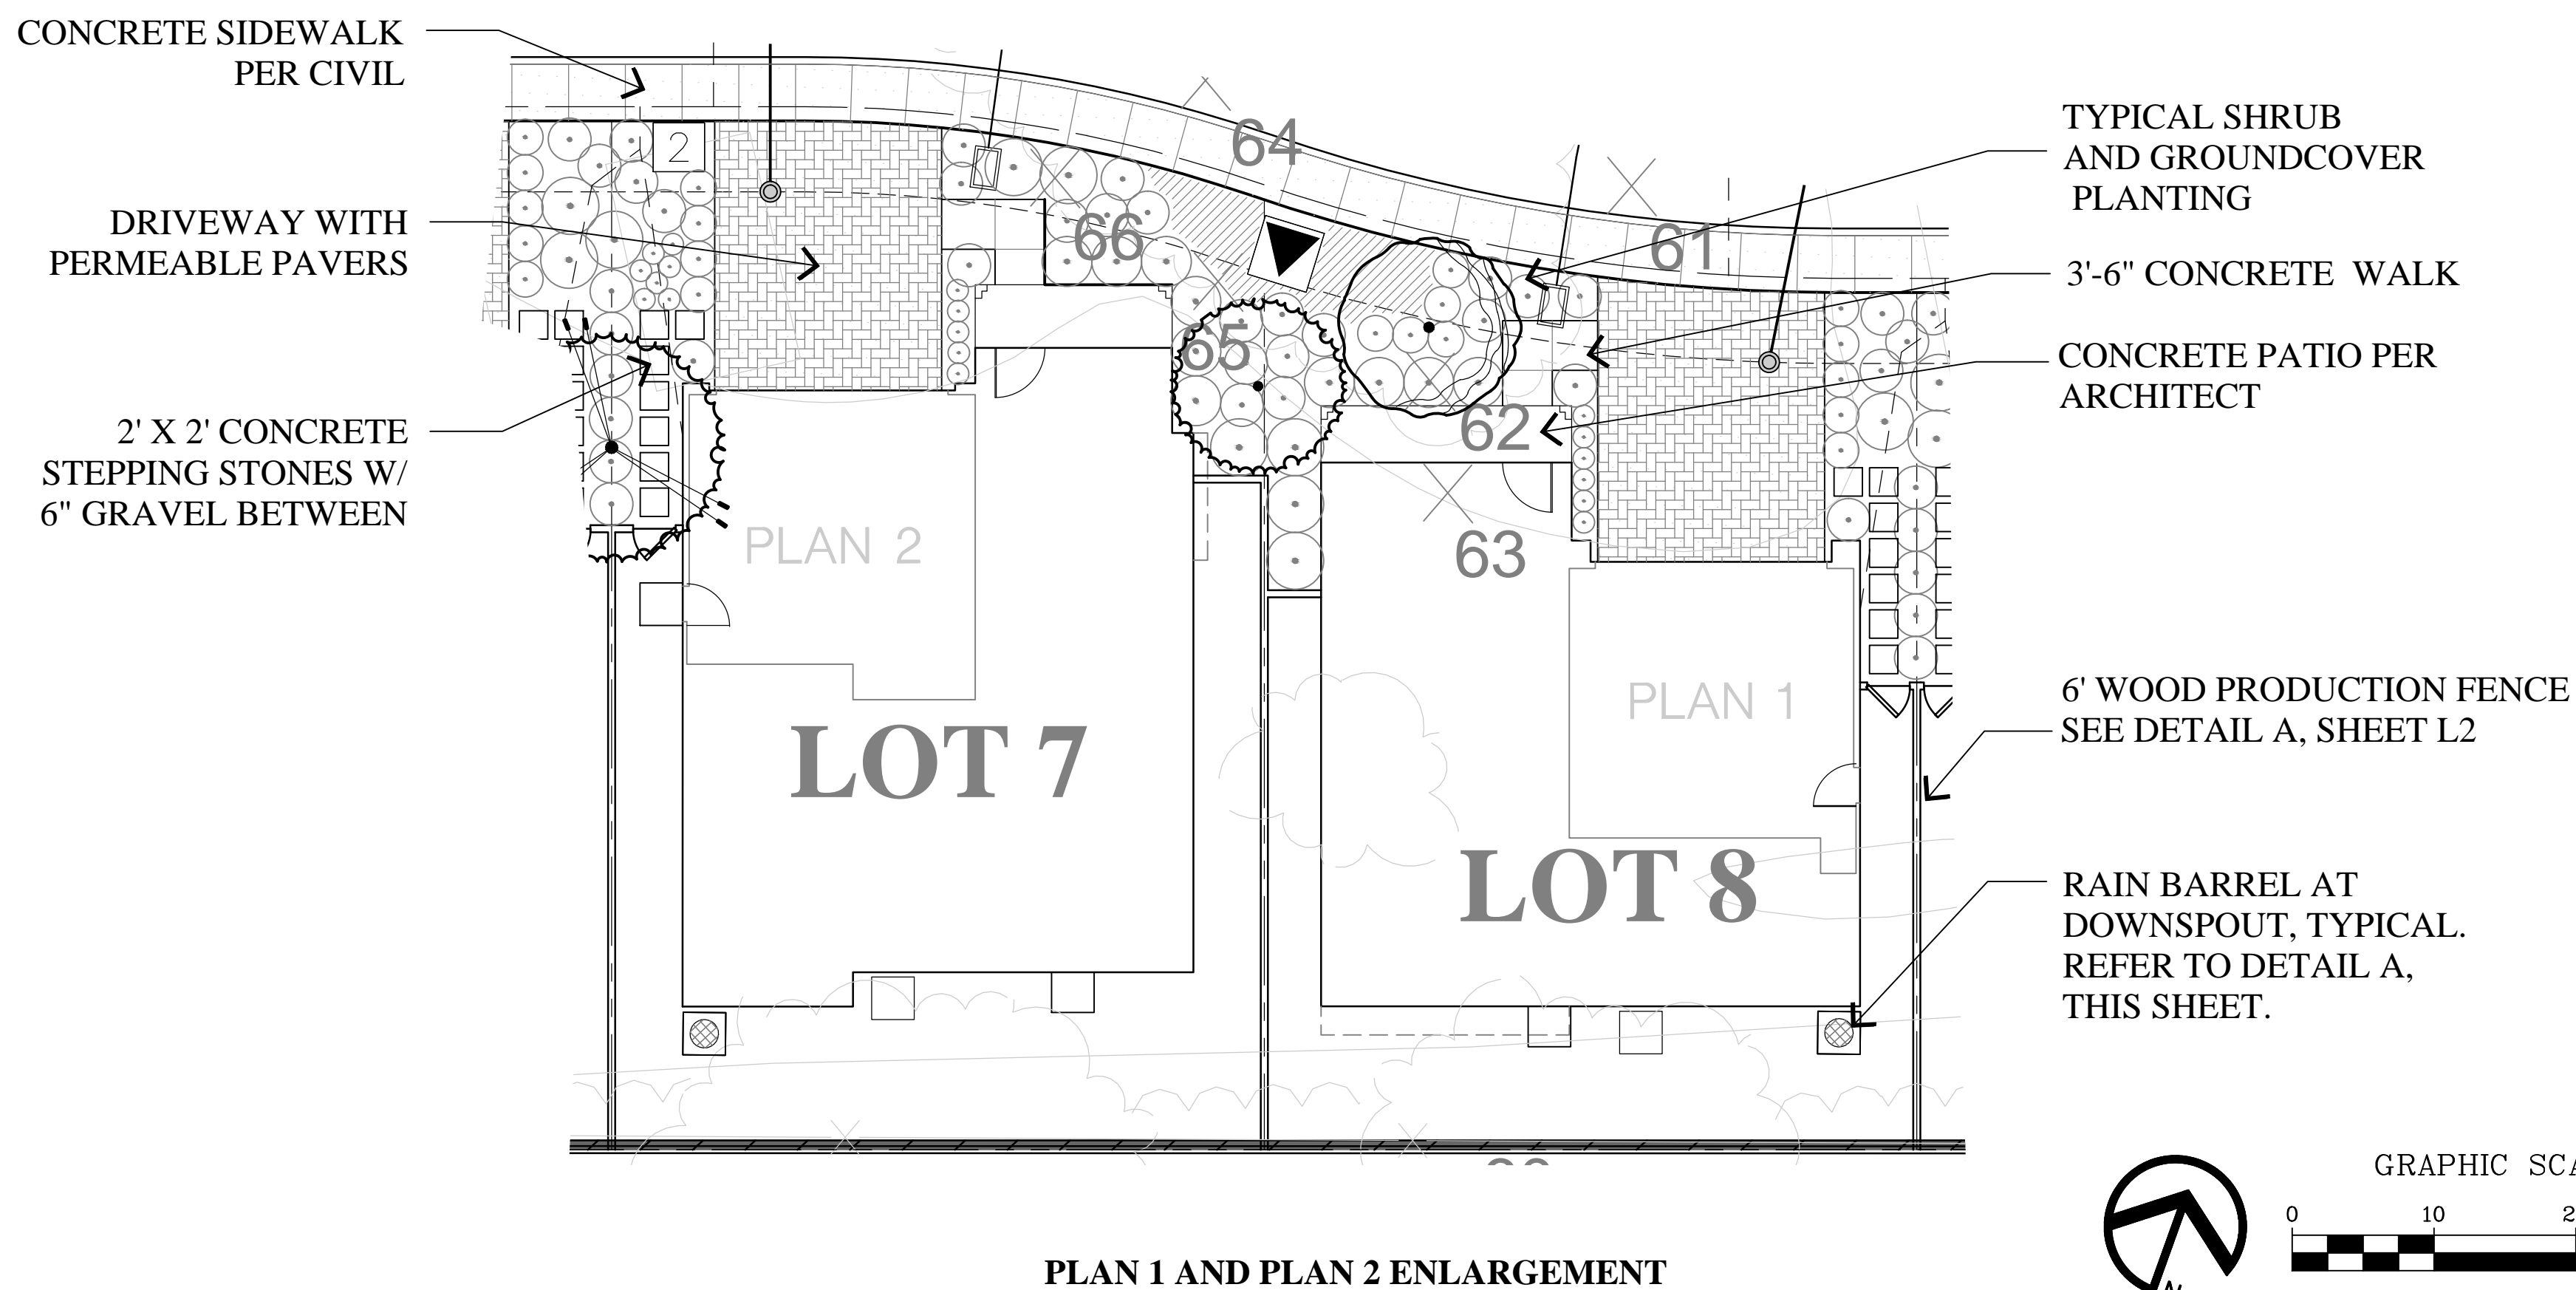 CONCRETE SIDEWALK
PER CIVIL
DRIVEWAY WITH
PERMEABLE PAVERS
2' X 2' CONCRETE
STEPPING STONES W/
6" GRAVEL BETWEEN
2
64
66
65
61
62
63
PLAN 2
LOT 7
PLAN 1
LOT 8
TYPICAL SHRUB
AND GROUNDCOVER
PLANTING
3'-6" CONCRETE WALK
CONCRETE PATIO PER
ARCHITECT
6' WOOD PRODUCTION FENCE
SEE DETAIL A, SHEET L2
RAIN BARREL AT
DOWNSPOUT, TYPICAL.
REFER TO DETAIL A,
THIS SHEET.
GRAPHIC
0 10
PLAN 1 AND PLAN 2 ENLARGEMENT